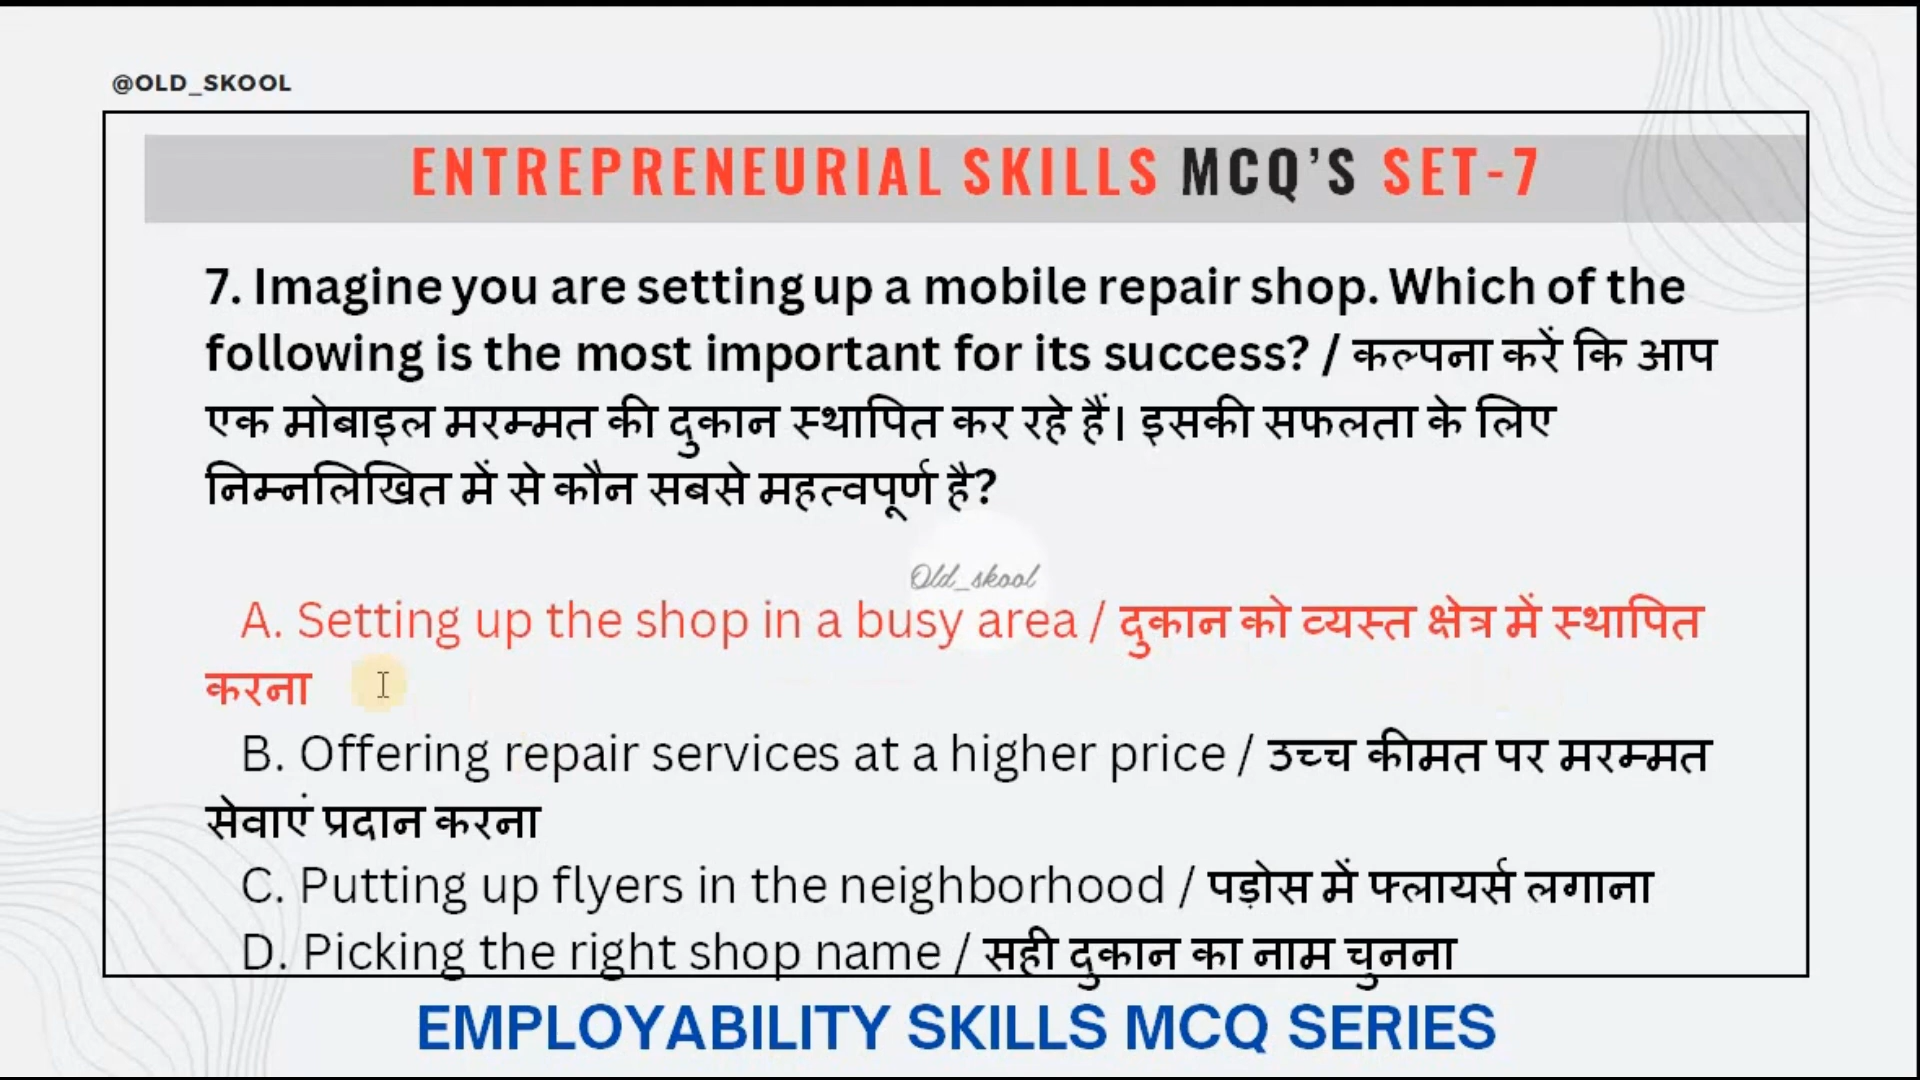 @OLD_SKOOL
ENTREPRENEURIAL SKILLS MCQ'S SET-7
7. Imagine you are setting up a mobile repair shop. Which of the
following is the most important for its success? / कल्पना करें कि आप
एक मोबाइल मरम्मत की दुकान स्थापित कर रहे हैं। इसकी सफलता के लिए
निम्नलिखित में से कौन सबसे महत्वपूर्ण है?
Old_skool
A. Setting up the shop in a busy area / दुकान को व्यस्त क्षेत्र में स्थापित
करना
B. Offering repair services at a higher price / उच्च कीमत पर मरम्मत
सेवाएं प्रदान करना
C. Putting up flyers in the neighborhood / पड़ोस में फ्लायर्स लगाना
D. Picking the right shop name / सही दुकान का नाम चुनना
EMPLOYABILITY SKILLS MCQ SERIES